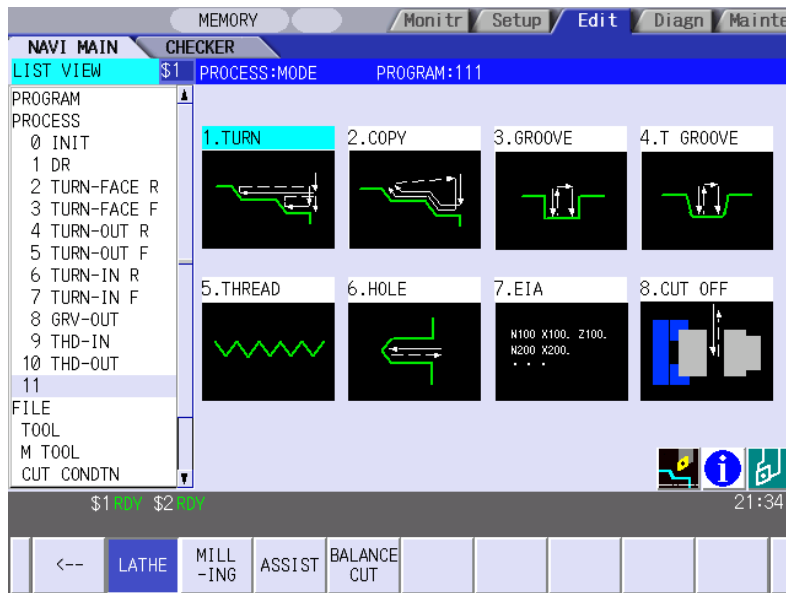 MEMORY
Monitr Setup Edit Diagn Mainte
NAVI MAIN CHECKER
LIST VIEW $1 PROCESS:MODE PROGRAM:111
PROGRAM
PROCESS
0 INIT
1 DR
2 TURN-FACE R
3 TURN-FACE F
4 TURN-OUT R
5 TURN-OUT F
6 TURN-IN R
7 TURN-IN F
8 GRV-OUT
9 THD-IN
10 THD-OUT
11
FILE
TOOL
M TOOL
CUT CONDTN
1.TURN 2.COPY 3.GROOVE 4.T GROOVE
5.THREAD 6.HOLE 7.EIA 8.CUT OFF
N100 X100. Z100.
N200 X200.
. . .
$1 RDY $2 RDY 21:34
<-- LATHE MILL-ING ASSIST BALANCE CUT